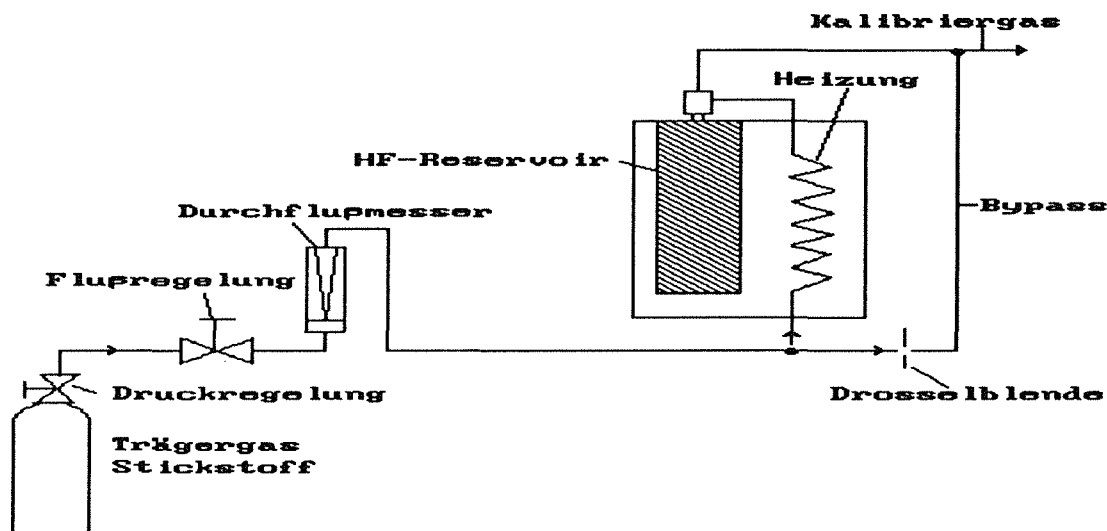 Kalibriergas
Heizung
HF-Reservoir
Durchflußmesser
Bypass
Flußregelung
Druckregelung
Drosselblende
Trägergas
Stickstoff